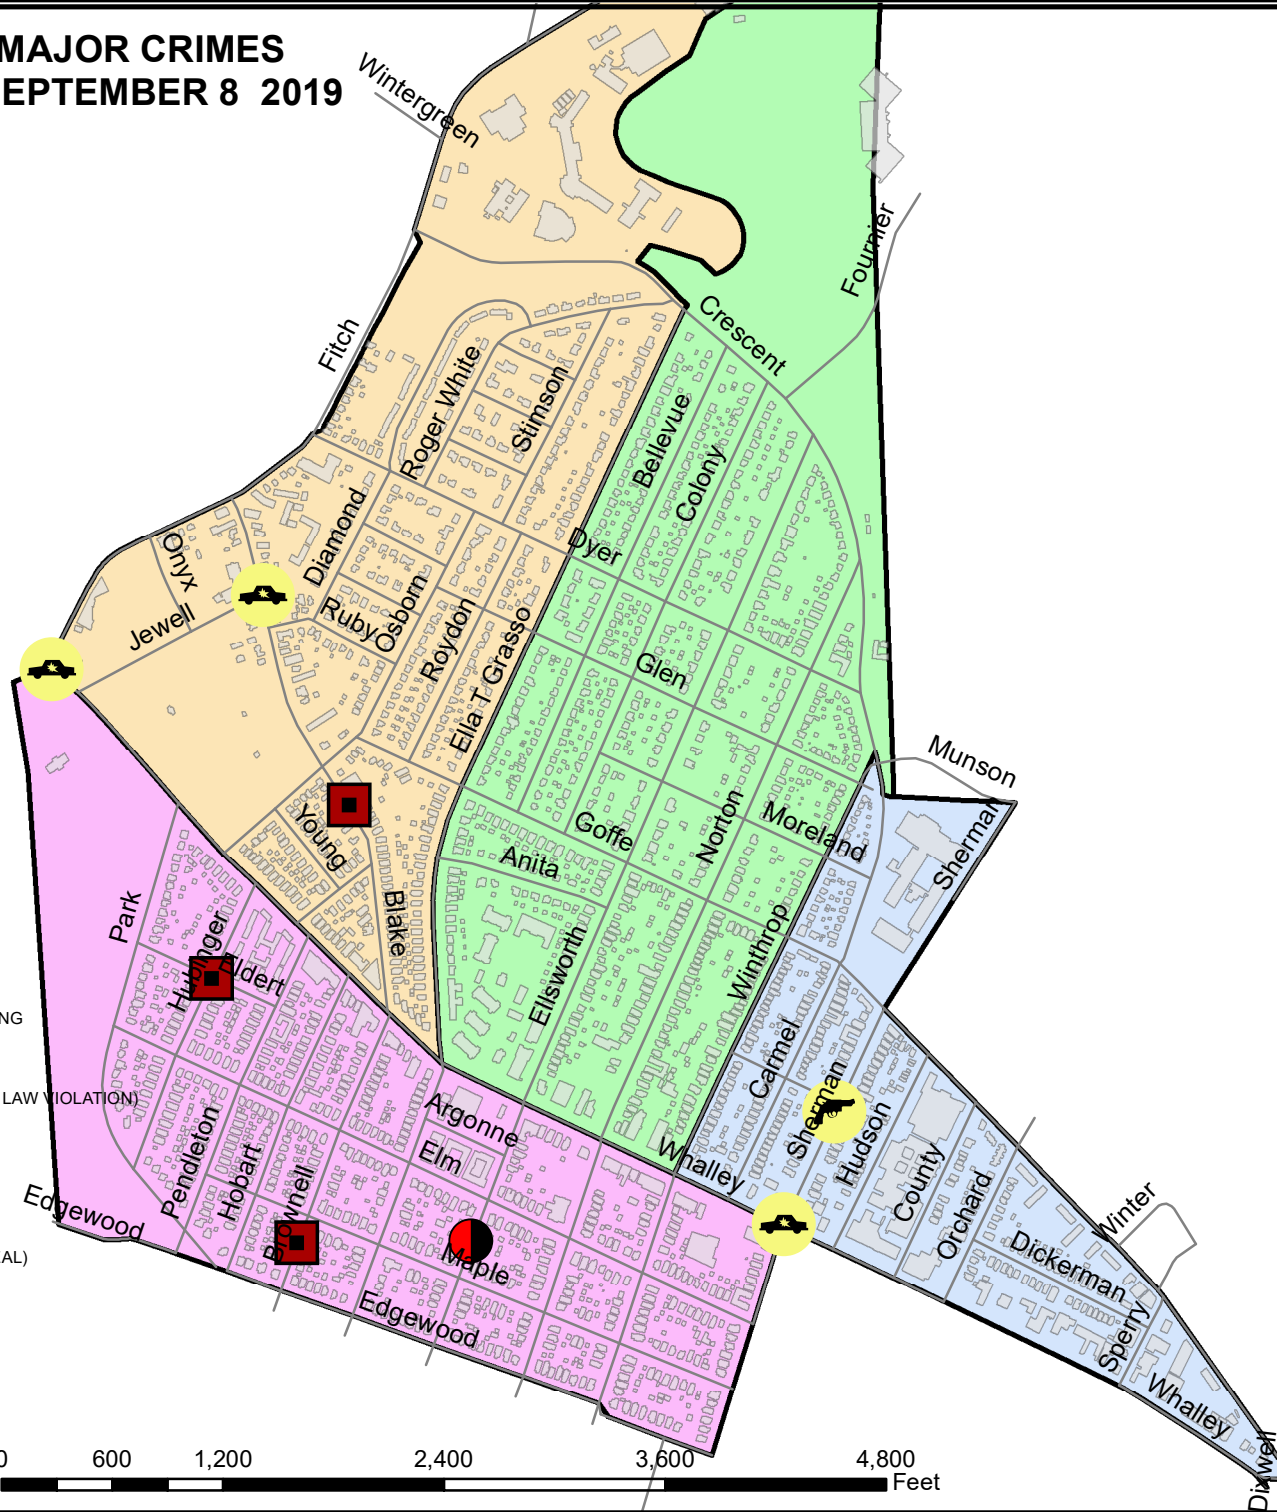 MAJOR CRIMES
EPTEMBER 8 2019
Wintergreen
Fournier
Fitch
Crescent
Roger White
Stimson
Bellevue
Colony
Diamond
Onyx
Dyer
Jewell
Ruby
Osborn
Roydon
Ella T Grasso
Glen
Munson
Young
Goffe
Norton
Moreland
Sherman
Anita
Blake
Park
Hubinger
Eldert
Ellsworth
Winthrop
NG
LAW VIOLATION)
Carmel
Sherman
Hudson
Argonne
Elm
Whalley
Pendleton
Hobart
Brownell
County
Orchard
Winter
Edgewood
EAL)
Maple
Dickerman
Edgewood
Sperry
Whalley
Dixwell
0 600 1,200 2,400 3,600 4,800
Feet